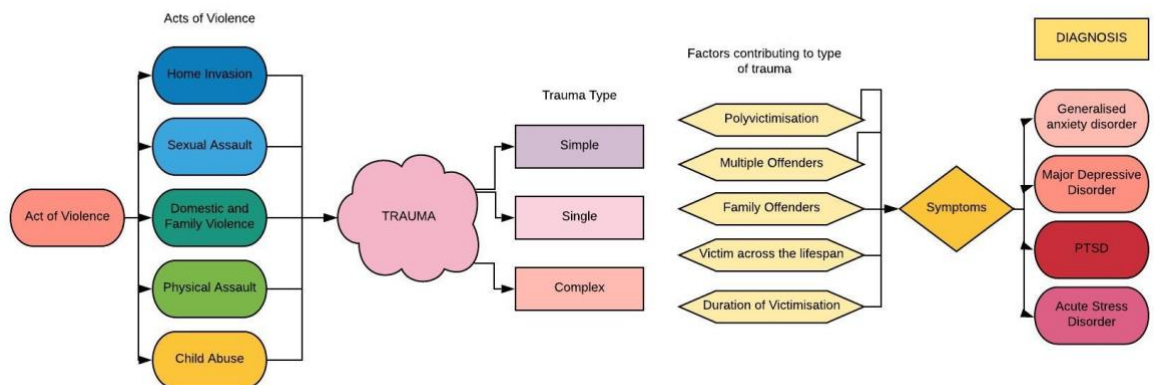 Acts of Violence
Act of Violence
Home Invasion
Sexual Assault
Domestic and
Family Violence
Physical Assault
Child Abuse
TRAUMA
Trauma Type
Simple
Single
Complex
Factors contributing to type
of trauma
Polyvictimisation
Multiple Offenders
Family Offenders
Victim across the lifespan
Duration of Victimisation
Symptoms
DIAGNOSIS
Generalised
anxiety disorder
Major Depressive
Disorder
PTSD
Acute Stress
Disorder